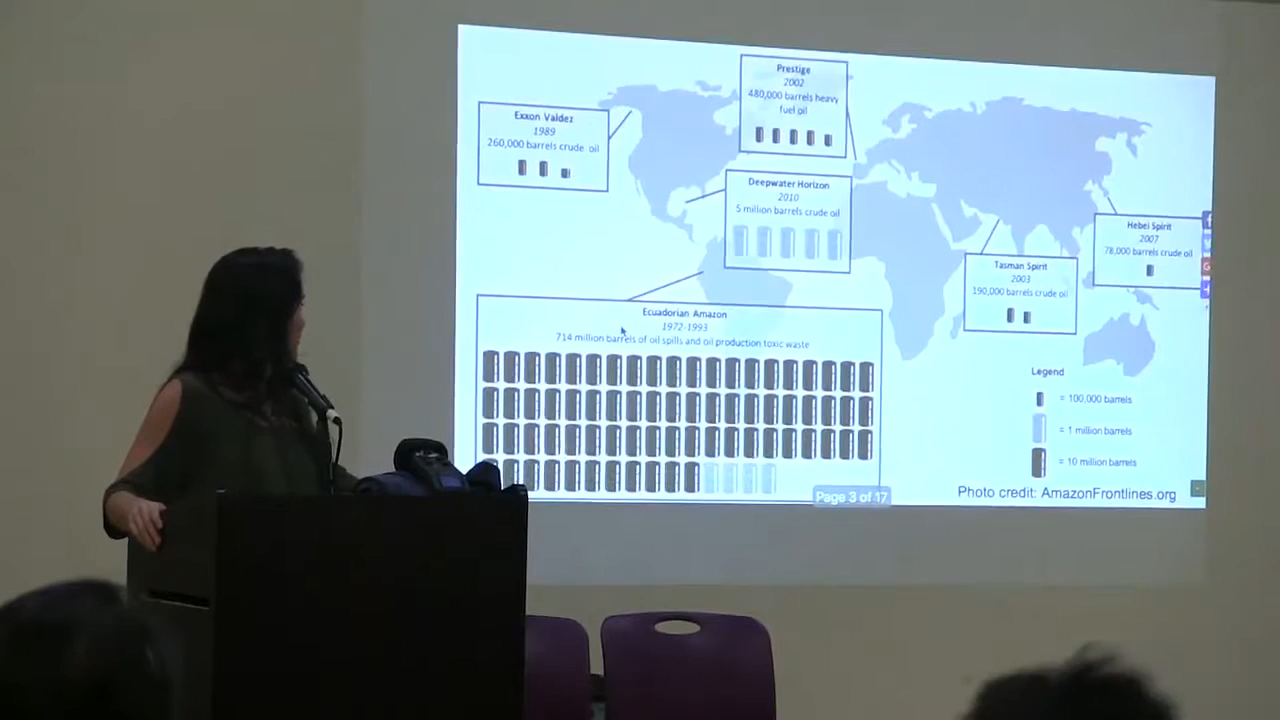 Prestige
2002
480,000 barrels heavy
fuel oil
Exxon Valdez
1989
260,000 barrels crude oil
Deepwater Horizon
2010
5 million barrels crude oil
Hebei Spirit
2007
78,000 barrels crude oil
Tasman Spirit
2003
190,000 barrels crude oil
Ecuadorian Amazon
1972-1993
714 million barrels of oil spills and oil production toxic waste
Legend
= 100,000 barrels
= 1 million barrels
= 10 million barrels
Page 3 of 17
Photo credit: AmazonFrontlines.org